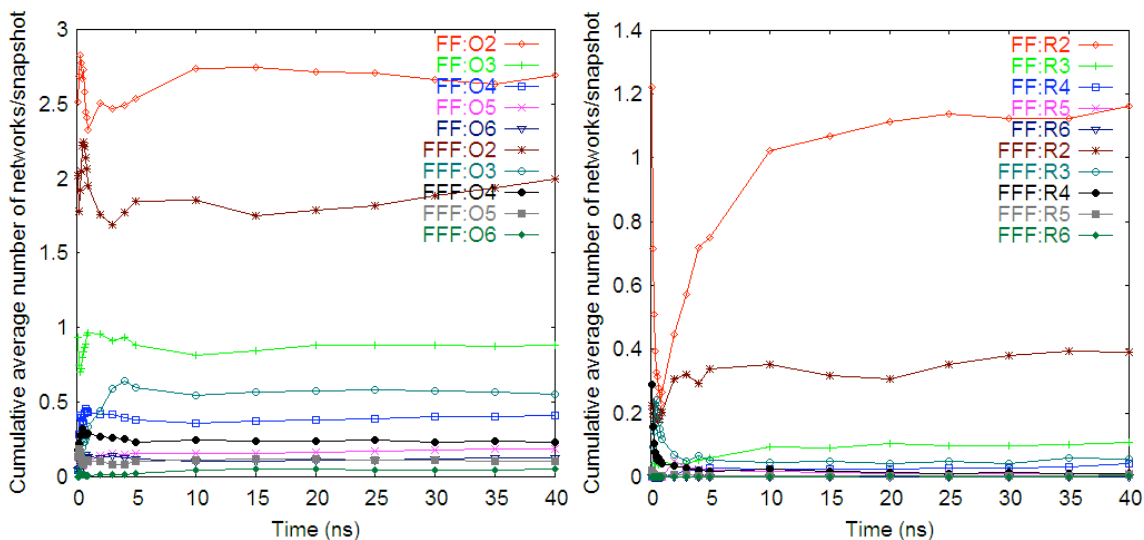 Cumulative average number of networks/snapshot
3
2.5
2
1.5
1
0.5
0
FF:O2
FF:O3
FF:O4
FF:O5
FF:O6
FFF:O2
FFF:O3
FFF:O4
FFF:O5
FFF:O6
0 5 10 15 20 25 30 35 40
Time (ns)
Cumulative average number of networks/snapshot
1.4
1.2
1
0.8
0.6
0.4
0.2
0
FF:R2
FF:R3
FF:R4
FF:R5
FF:R6
FFF:R2
FFF:R3
FFF:R4
FFF:R5
FFF:R6
0 5 10 15 20 25 30 35 40
Time (ns)